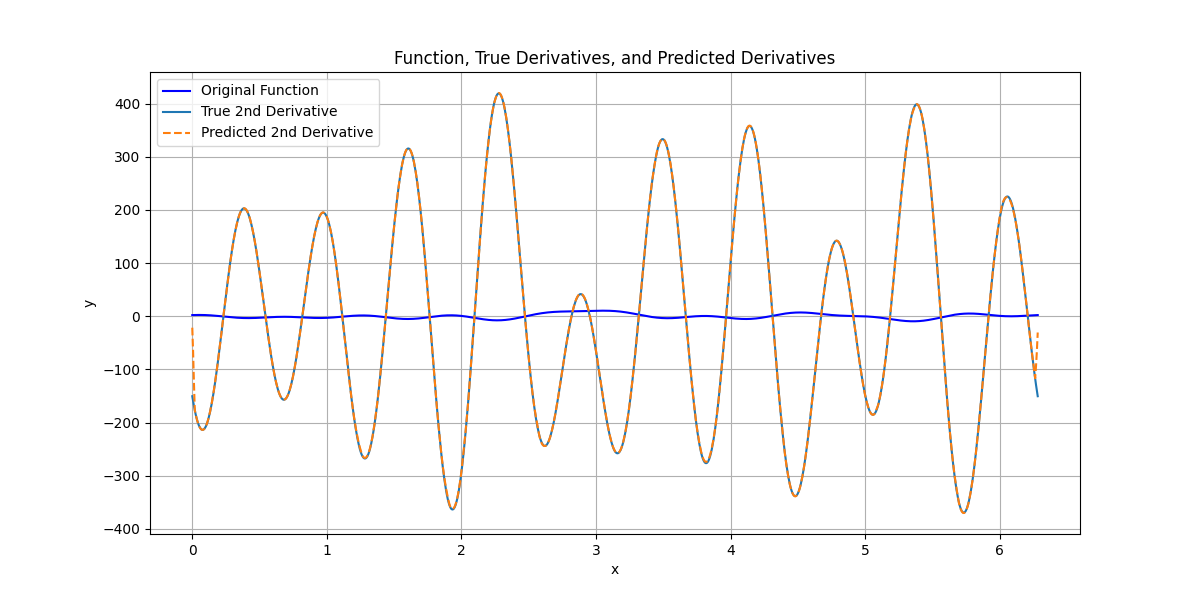 Function, True Derivatives, and Predicted Derivatives
Original Function
True 2nd Derivative
Predicted 2nd Derivative
400
300
200
100
0
−100
−200
−300
−400
y
0 1 2 3 4 5 6
x